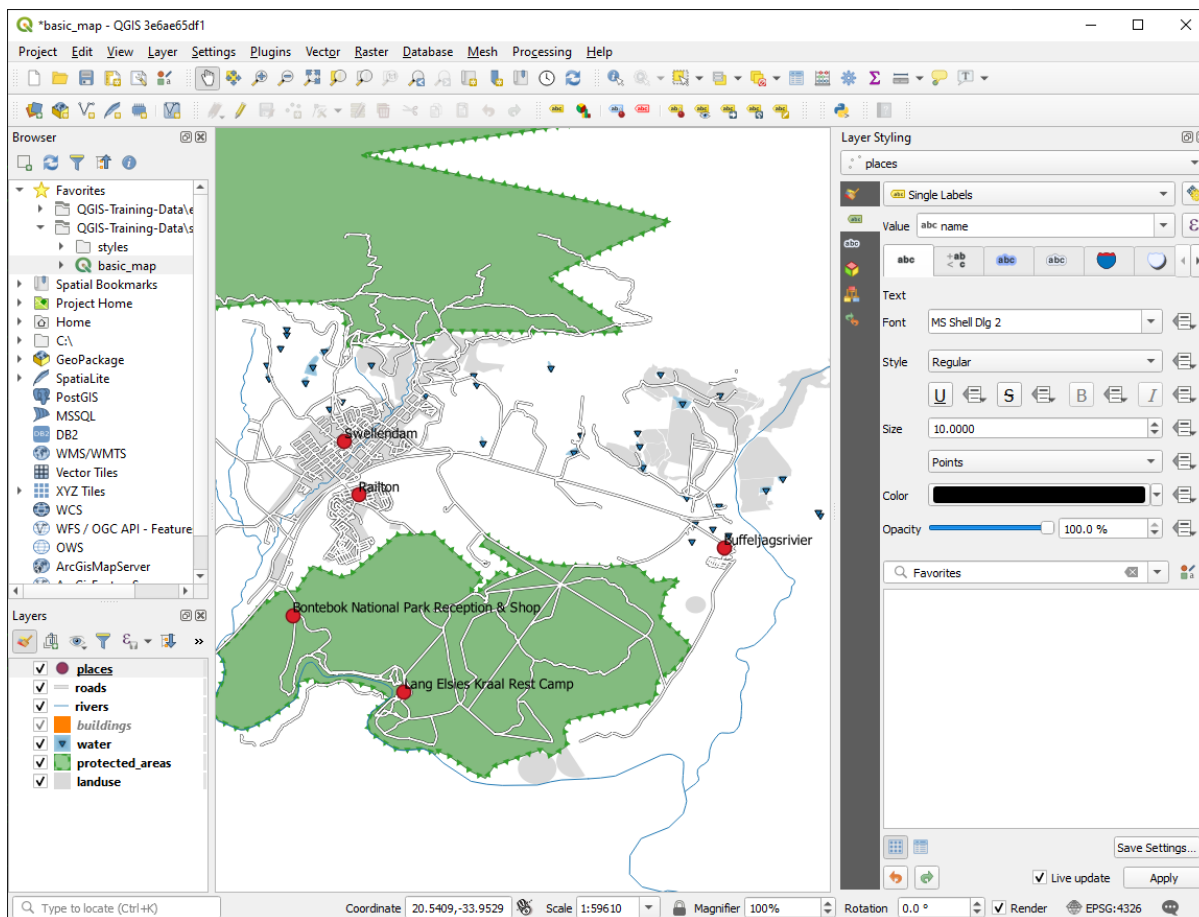 *basic_map - QGIS 3e6ae65df1
Project Edit View Layer Settings Plugins Vector Raster Database Mesh Processing Help
Browser
Favorites
QGIS-Training-Data\e
QGIS-Training-Data\s
styles
basic_map
Spatial Bookmarks
Project Home
Home
C:\
GeoPackage
SpatiaLite
PostGIS
MSSQL
DB2
WMS/WMTS
Vector Tiles
XYZ Tiles
WCS
WFS / OGC API - Feature
OWS
ArcGisMapServer
Layers
places
roads
rivers
buildings
water
protected_areas
landuse
Swellendam
Railton
Buffeljagsrivier
Bontebok National Park Reception & Shop
Lang Elsies Kraal Rest Camp
Layer Styling
places
abc Single Labels
Value abc name
abc +ab < c abc abc
Text
Font MS Shell Dlg 2
Style Regular
U S B I
Size 10.0000
Points
Color
Opacity 100.0 %
Favorites
Save Settings...
Live update Apply
Type to locate (Ctrl+K) Coordinate 20.5409,-33.9529 Scale 1:59610 Magnifier 100% Rotation 0.0 ° Render EPSG:4326